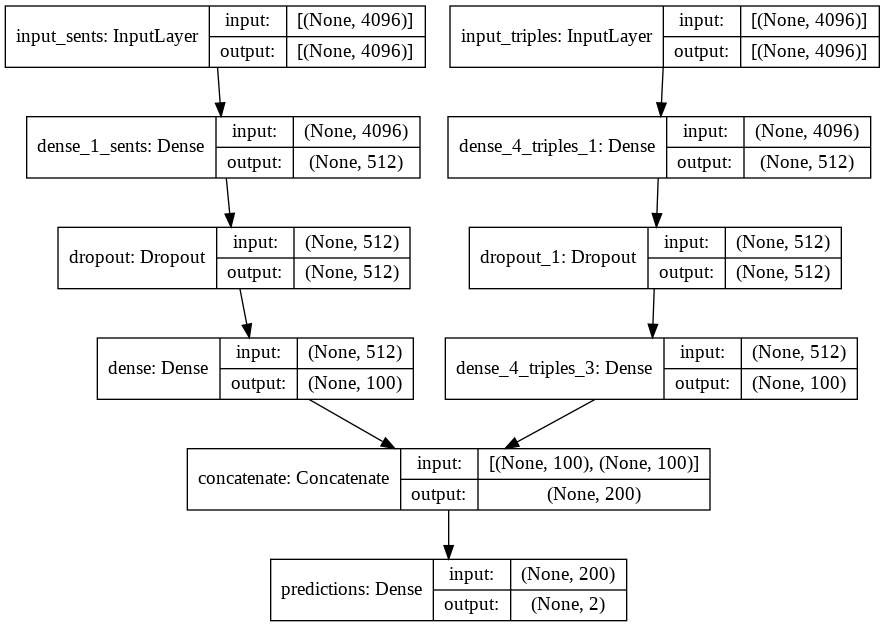 input_sents: InputLayer
input: [(None, 4096)]
output: [(None, 4096)]
input_triples: InputLayer
input: [(None, 4096)]
output: [(None, 4096)]
dense_1_sents: Dense
input: (None, 4096)
output: (None, 512)
dense_4_triples_1: Dense
input: (None, 4096)
output: (None, 512)
dropout: Dropout
input: (None, 512)
output: (None, 512)
dropout_1: Dropout
input: (None, 512)
output: (None, 512)
dense: Dense
input: (None, 512)
output: (None, 100)
dense_4_triples_3: Dense
input: (None, 512)
output: (None, 100)
concatenate: Concatenate
input: [(None, 100), (None, 100)]
output: (None, 200)
predictions: Dense
input: (None, 200)
output: (None, 2)